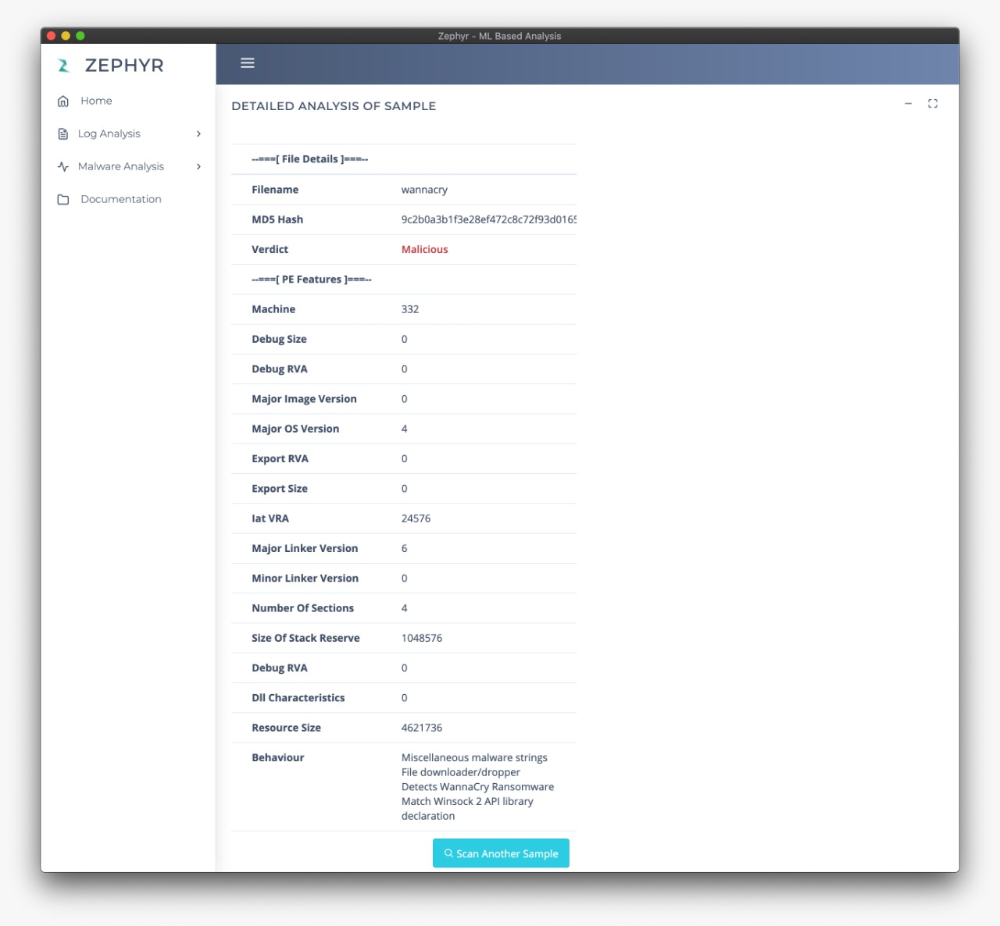 Zephyr - ML Based Analysis
ZEPHYR
Home
Log Analysis
Malware Analysis
Documentation
DETAILED ANALYSIS OF SAMPLE
--===[ File Details ]===--
Filename wannacry
MD5 Hash 9c2b0a3b1f3e28ef472c8c72f93d0165
Verdict Malicious
--===[ PE Features ]===--
Machine 332
Debug Size 0
Debug RVA 0
Major Image Version 0
Major OS Version 4
Export RVA 0
Export Size 0
Iat VRA 24576
Major Linker Version 6
Minor Linker Version 0
Number Of Sections 4
Size Of Stack Reserve 1048576
Debug RVA 0
Dll Characteristics 0
Resource Size 4621736
Behaviour Miscellaneous malware strings
File downloader/dropper
Detects WannaCry Ransomware
Match Winsock 2 API library
declaration
Scan Another Sample